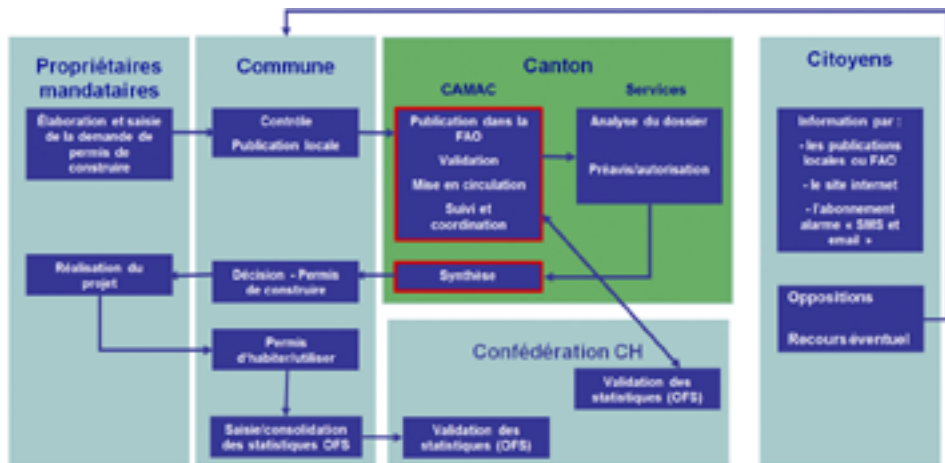 Propriétaires
mandataires
Élaboration et saisie
de la demande de
permis de
construire
Réalisation du
projet
Commune
Contrôle
Publication locale
Décision - Permis
de construire
Permis
d'habiter/utiliser
Saisie/consolidation
des statistiques OFS
Canton
CAMAC
Publication dans la
FAO
Validation
Mise en circulation
Suivi et
coordination
Synthèse
Services
Analyse du dossier
Préavis/autorisation
Confédération CH
Validation des
statistiques (OFS)
Validation des
statistiques (OFS)
Citoyens
Information par :
- les publications
locales ou FAO
- le site internet
- l'abonnement
alarme « SMS et
email »
Oppositions
Recours éventuel